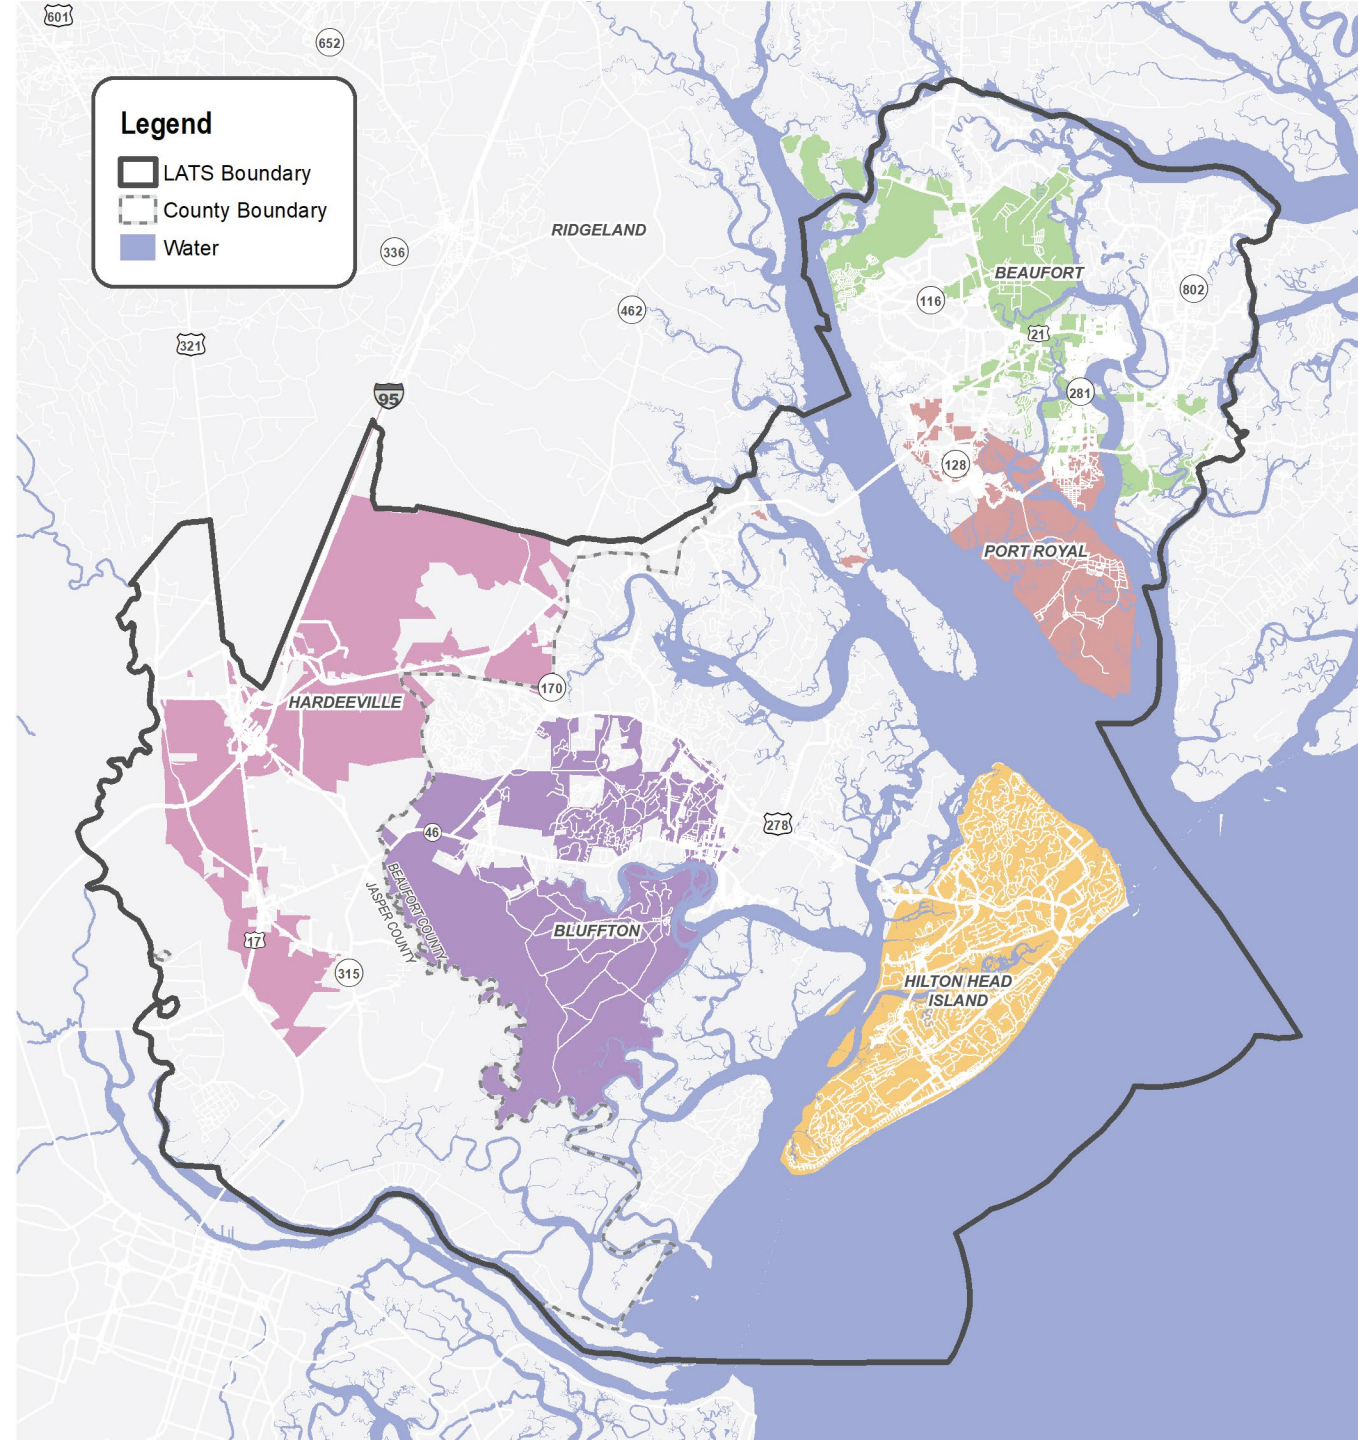 601
652
Legend
LATS Boundary
County Boundary
Water
RIDGELAND
336
462
321
95
BEAUFORT
116
802
21
281
128
PORT ROYAL
170
HARDEEVILLE
278
46
BEAUFORT COUNTY
JASPER COUNTY
BLUFFTON
17
315
HILTON HEAD
ISLAND